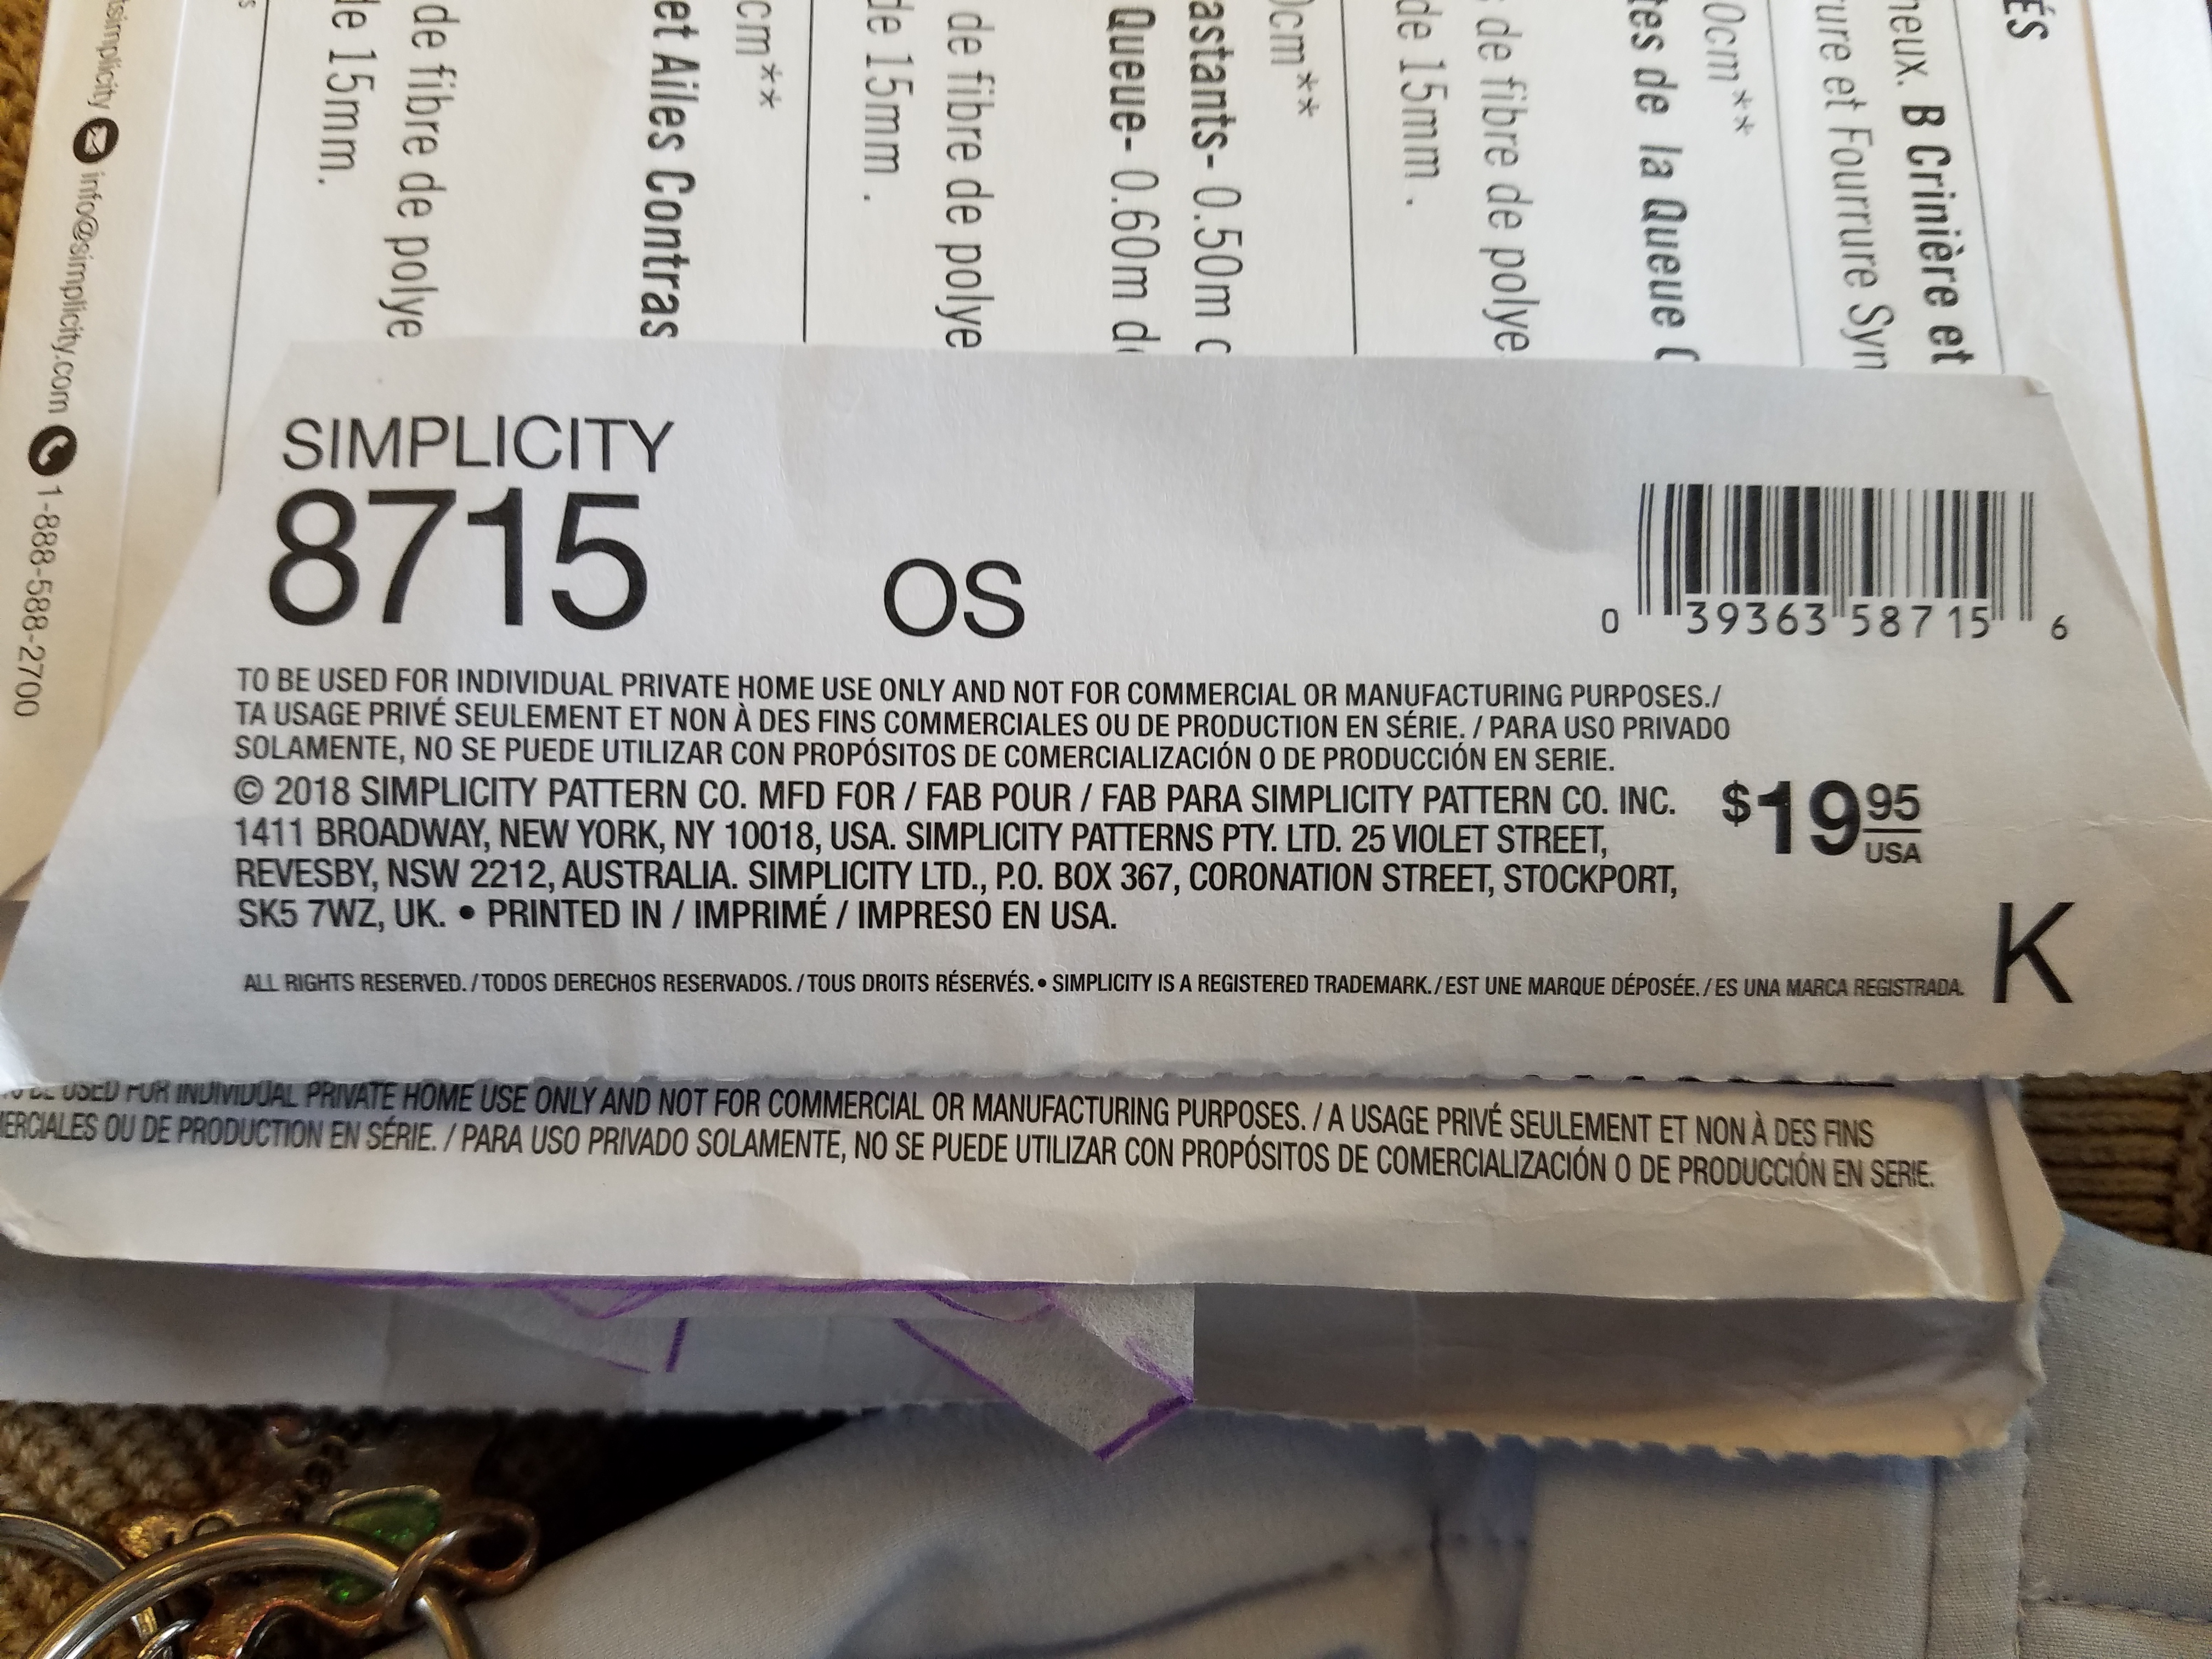 SIMPLICITY
8715 OS
0 39363 58715 6
TO BE USED FOR INDIVIDUAL PRIVATE HOME USE ONLY AND NOT FOR COMMERCIAL OR MANUFACTURING PURPOSES./
TA USAGE PRIVÉ SEULEMENT ET NON À DES FINS COMMERCIALES OU DE PRODUCTION EN SÉRIE. / PARA USO PRIVADO
SOLAMENTE, NO SE PUEDE UTILIZAR CON PROPÓSITOS DE COMERCIALIZACIÓN O DE PRODUCCIÓN EN SERIE.
© 2018 SIMPLICITY PATTERN CO. MFD FOR / FAB POUR / FAB PARA SIMPLICITY PATTERN CO. INC.
1411 BROADWAY, NEW YORK, NY 10018, USA. SIMPLICITY PATTERNS PTY. LTD. 25 VIOLET STREET,
REVESBY, NSW 2212, AUSTRALIA. SIMPLICITY LTD., P.O. BOX 367, CORONATION STREET, STOCKPORT,
SK5 7WZ, UK. • PRINTED IN / IMPRIMÉ / IMPRESO EN USA.
$19.95
USA
ALL RIGHTS RESERVED. / TODOS DERECHOS RESERVADOS. / TOUS DROITS RÉSERVÉS. • SIMPLICITY IS A REGISTERED TRADEMARK. / EST UNE MARQUE DÉPOSÉE. / ES UNA MARCA REGISTRADA.
K
TO BE USED FOR INDIVIDUAL PRIVATE HOME USE ONLY AND NOT FOR COMMERCIAL OR MANUFACTURING PURPOSES. / A USAGE PRIVÉ SEULEMENT ET NON À DES FINS
ERCIALES OU DE PRODUCTION EN SÉRIE. / PARA USO PRIVADO SOLAMENTE, NO SE PUEDE UTILIZAR CON PROPÓSITOS DE COMERCIALIZACIÓN O DE PRODUCCIÓN EN SERIE.
ÉS
neux. B Crinière et
ure et Fourrure Syn
0cm**
tes de la Queue
de fibre de polye
de 15mm.
0cm**
astants- 0.50m
Queue- 0.60m d
de fibre de polye
de 15mm.
cm**
et Ailes Contras
de fibre de polye
de 15mm.
s
simplicity info@simplicity.com 1-888-588-2700